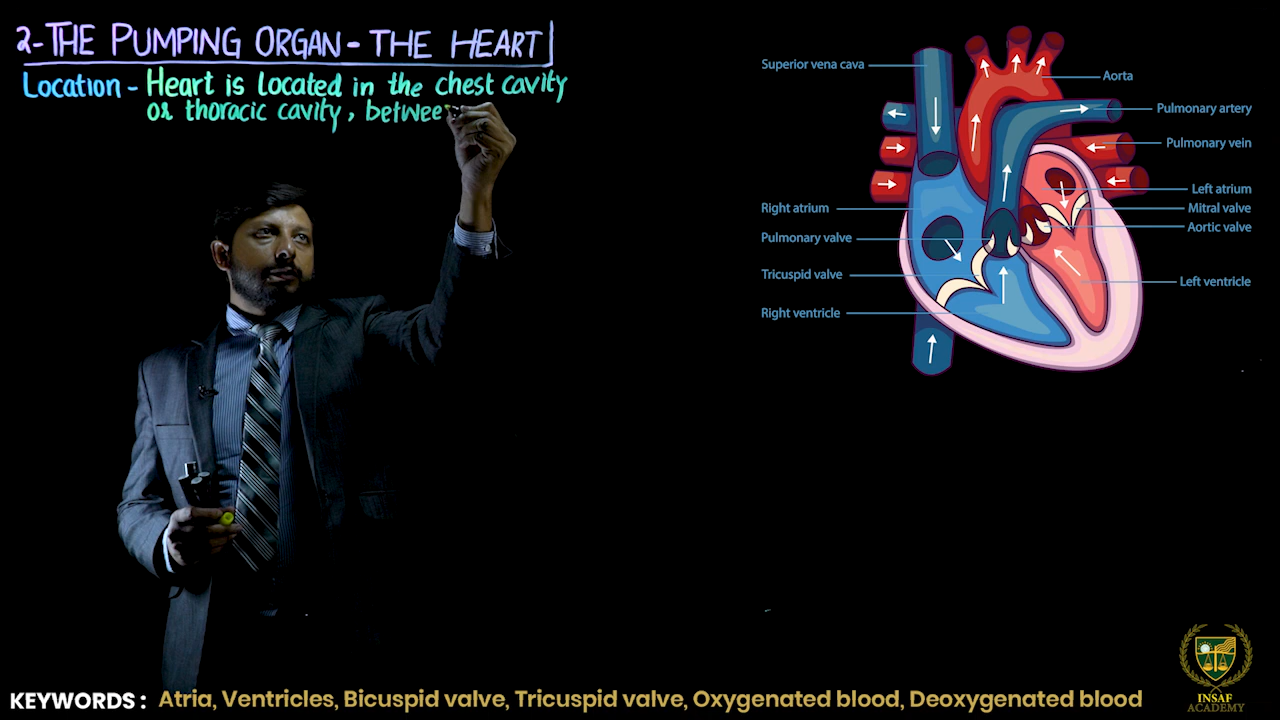 2-THE PUMPING ORGAN-THE HEART
Location - Heart is located in the chest cavity
or thoracic cavity, betwee
Superior vena cava
Aorta
Pulmonary artery
Pulmonary vein
Left atrium
Right atrium
Mitral valve
Aortic valve
Pulmonary valve
Tricuspid valve
Left ventricle
Right ventricle
KEYWORDS : Atria, Ventricles, Bicuspid valve, Tricuspid valve, Oxygenated blood, Deoxygenated blood
INSAF
ACADEMY